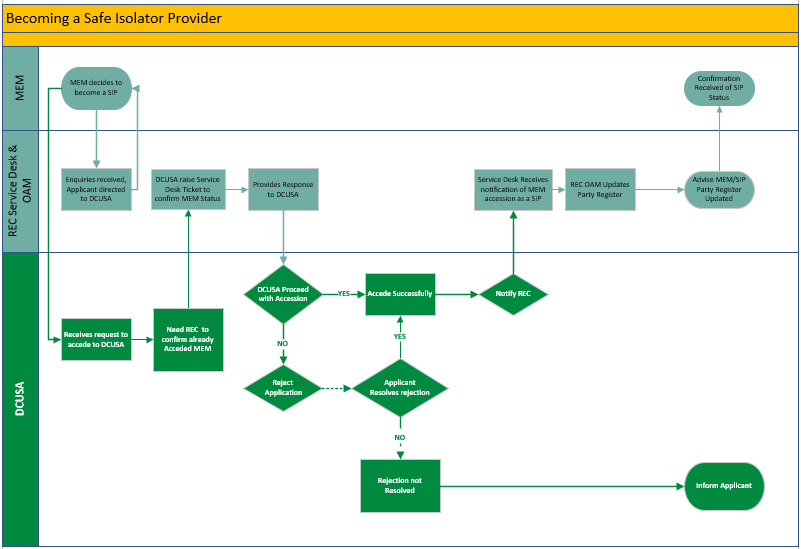 Becoming a Safe Isolator Provider
MEM
MEM decides to
become a SIP
Confirmation
Received of SIP
Status
REC Service Desk &
OAM
Enquiries received,
Applicant directed
to DCUSA
DCUSA raise Service
Desk Ticket to
confirm MEM Status
Provides Response
to DCUSA
Service Desk Receives
notification of MEM
accession as a SIP
REC OAM Updates
Party Register
Advise MEM/SIP
Party Register
Updated
DCUSA
Receives request to
accede to DCUSA
Need REC to
confirm already
Acceded MEM
DCUSA Proceed
with Accession
YES
Accede Successfully
Notify REC
NO
YES
Reject
Application
Applicant
Resolves rejection
NO
Rejection not
Resolved
Inform Applicant